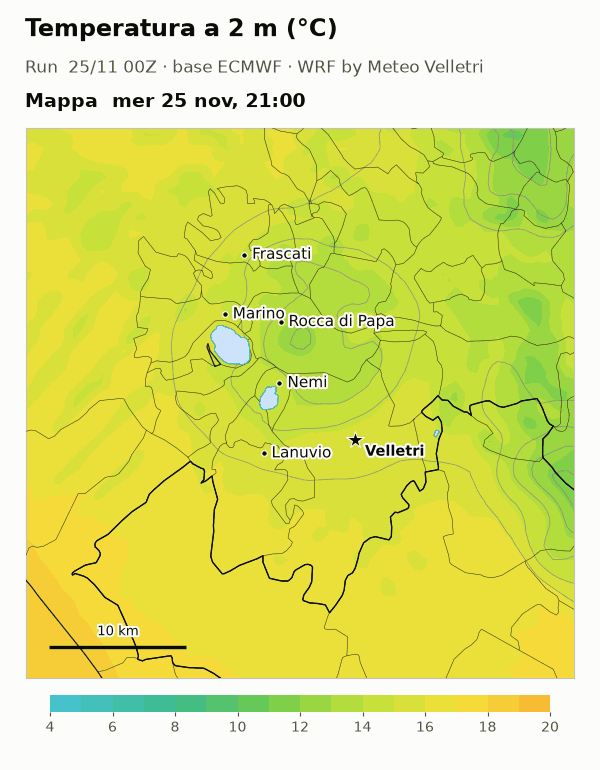 Temperatura a 2 m (°C)
Run  25/11 00Z · base ECMWF · WRF by Meteo Velletri
Mappa  mer 25 nov, 21:00
Frascati
Marino
Rocca di Papa
Nemi
Velletri
Lanuvio
10 km
4 6 8 10 12 14 16 18 20